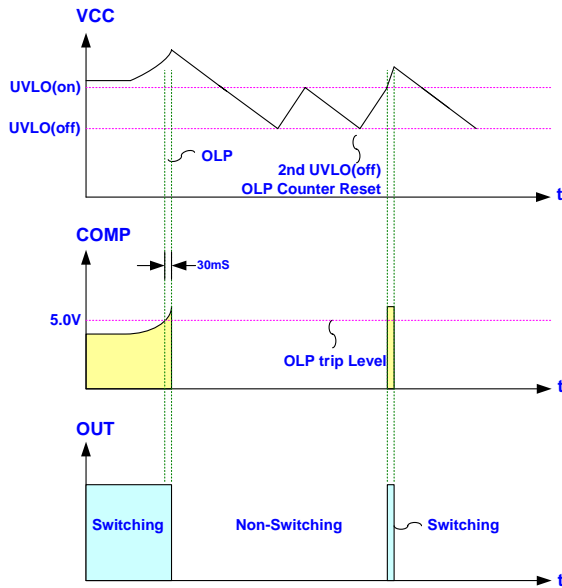 VCC
UVLO(on)
UVLO(off)
OLP
2nd UVLO(off)
OLP Counter Reset
t
COMP
30mS
5.0V
OLP trip Level
t
OUT
Switching
Non-Switching
Switching
t